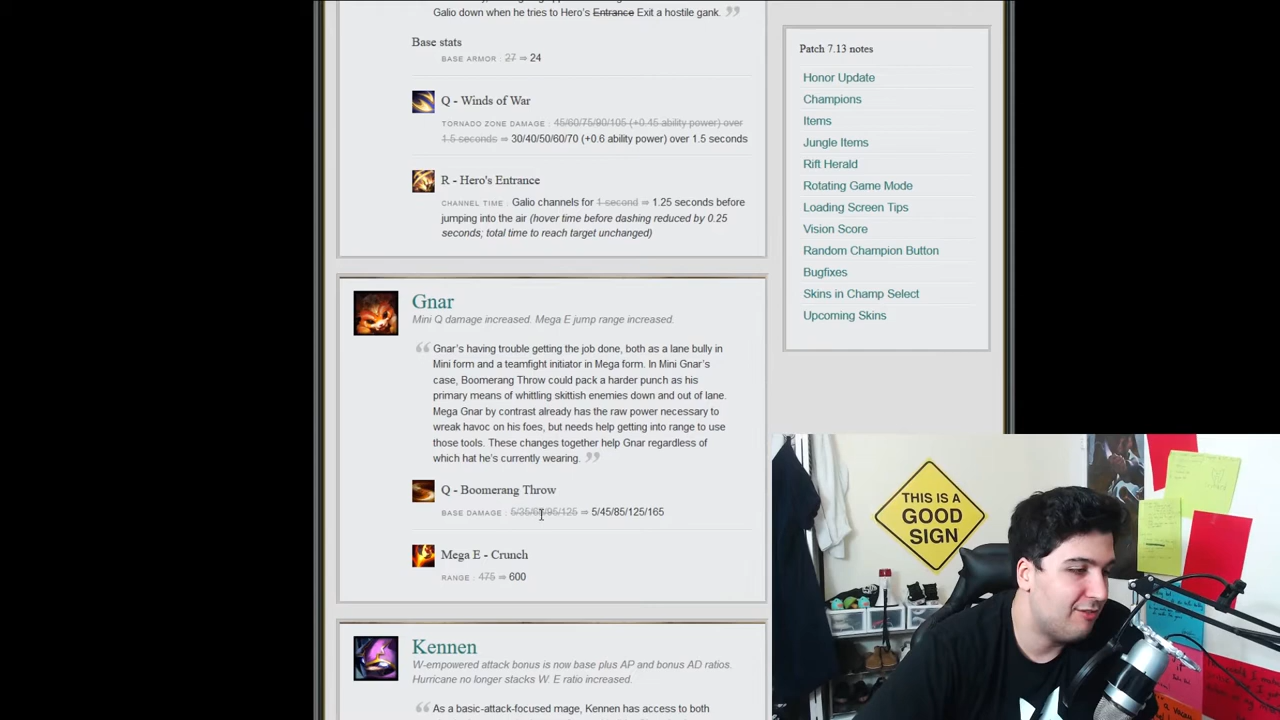 Galio down when he tries to Hero's Entrance Exit a hostile gank. ”
Base stats
BASE ARMOR : 27 ⇒ 24
Q - Winds of War
TORNADO ZONE DAMAGE : 45/60/75/90/105 (+0.45 ability power) over
1.5 seconds ⇒ 30/40/50/60/70 (+0.6 ability power) over 1.5 seconds
R - Hero's Entrance
CHANNEL TIME : Galio channels for 1 second ⇒ 1.25 seconds before
jumping into the air (hover time before dashing reduced by 0.25
seconds; total time to reach target unchanged)
Gnar
Mini Q damage increased. Mega E jump range increased.
“ Gnar's having trouble getting the job done, both as a lane bully in
Mini form and a teamfight initiator in Mega form. In Mini Gnar's
case, Boomerang Throw could pack a harder punch as his
primary means of whittling skittish enemies down and out of lane.
Mega Gnar by contrast already has the raw power necessary to
wreak havoc on his foes, but needs help getting into range to use
those tools. These changes together help Gnar regardless of
which hat he's currently wearing. ”
Q - Boomerang Throw
BASE DAMAGE : 5/35/65/95/125 ⇒ 5/45/85/125/165
Mega E - Crunch
RANGE : 475 ⇒ 600
Kennen
W-empowered attack bonus is now base plus AP and bonus AD ratios.
Hurricane no longer stacks W. E ratio increased.
“ As a basic-attack-focused mage, Kennen has access to both
Patch 7.13 notes
Honor Update
Champions
Items
Jungle Items
Rift Herald
Rotating Game Mode
Loading Screen Tips
Vision Score
Random Champion Button
Bugfixes
Skins in Champ Select
Upcoming Skins
THIS IS A
GOOD
SIGN